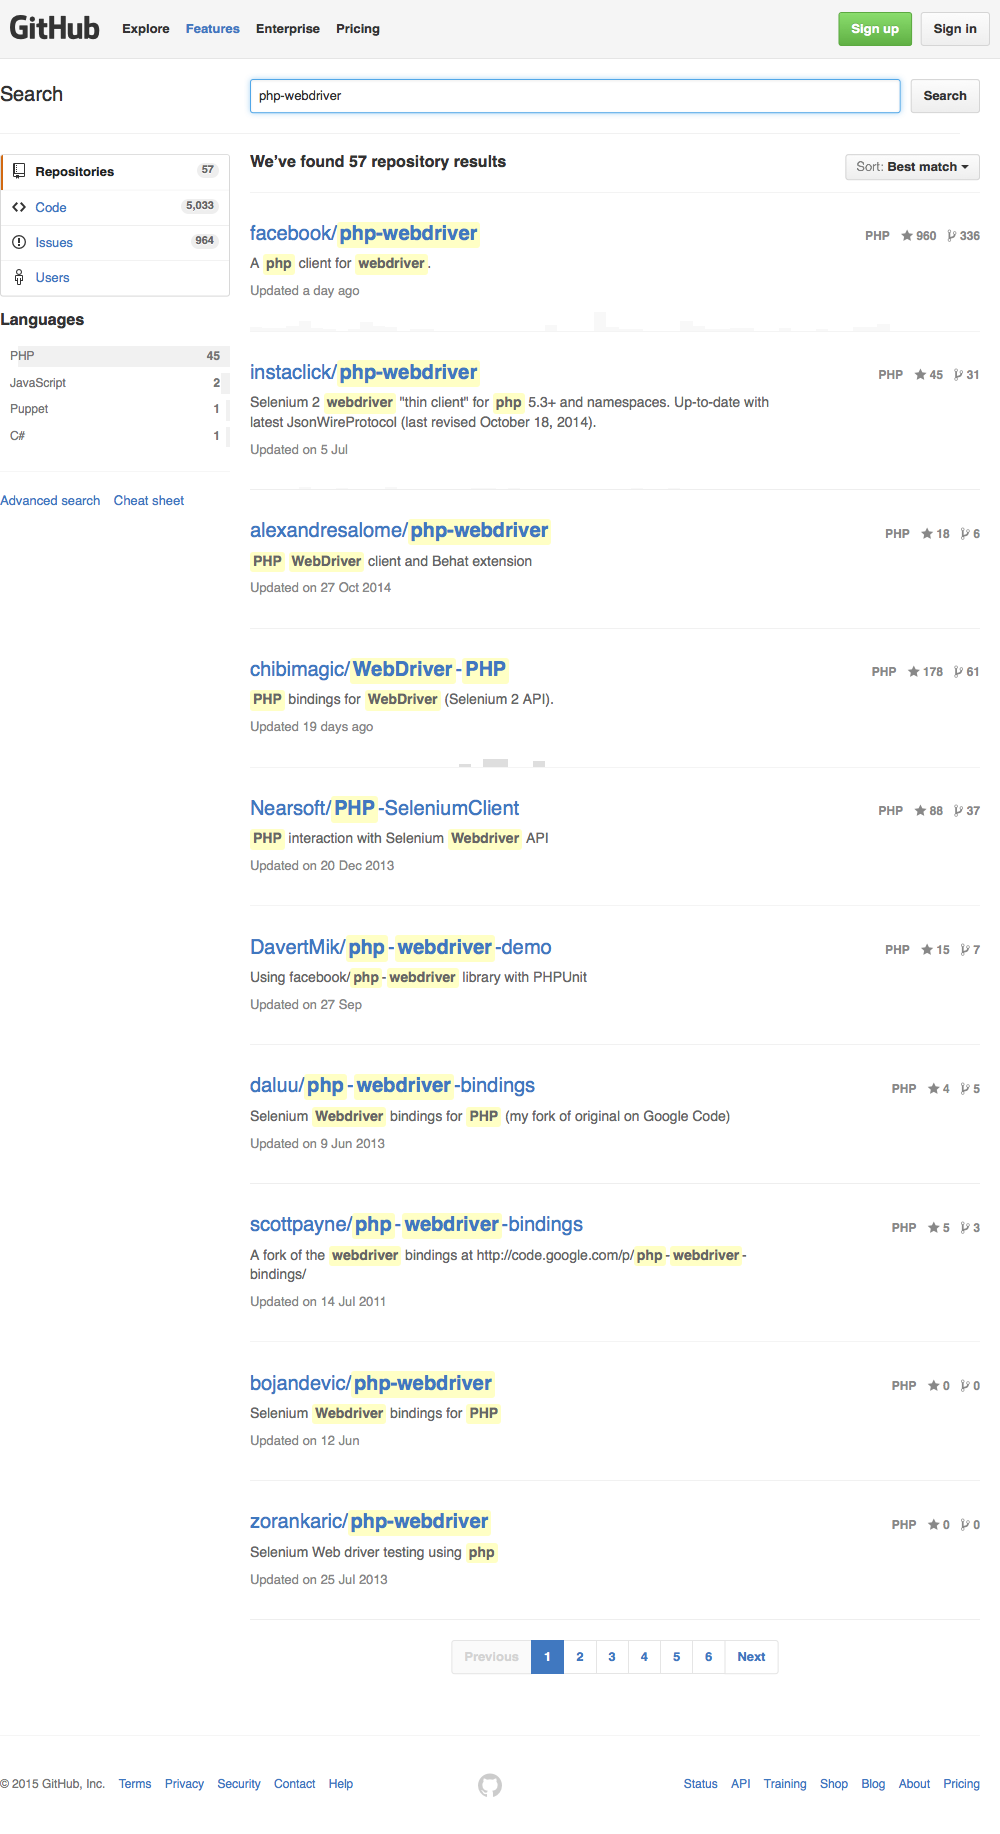 GitHub Explore Features Enterprise Pricing Sign up Sign in
Search php-webdriver Search
Repositories 57
Code 5,033
Issues 964
Users
Languages
PHP 45
JavaScript 2
Puppet 1
C# 1
Advanced search Cheat sheet
We've found 57 repository results Sort: Best match
facebook/php-webdriver PHP 960 336
A php client for webdriver.
Updated a day ago
instaclick/php-webdriver PHP 45 31
Selenium 2 webdriver "thin client" for php 5.3+ and namespaces. Up-to-date with
latest JsonWireProtocol (last revised October 18, 2014).
Updated on 5 Jul
alexandresalome/php-webdriver PHP 18 6
PHP WebDriver client and Behat extension
Updated on 27 Oct 2014
chibimagic/WebDriver-PHP PHP 178 61
PHP bindings for WebDriver (Selenium 2 API).
Updated 19 days ago
Nearsoft/PHP-SeleniumClient PHP 88 37
PHP interaction with Selenium Webdriver API
Updated on 20 Dec 2013
DavertMik/php-webdriver-demo PHP 15 7
Using facebook/php-webdriver library with PHPUnit
Updated on 27 Sep
daluu/php-webdriver-bindings PHP 4 5
Selenium Webdriver bindings for PHP (my fork of original on Google Code)
Updated on 9 Jun 2013
scottpayne/php-webdriver-bindings PHP 5 3
A fork of the webdriver bindings at http://code.google.com/p/php-webdriver-
bindings/
Updated on 14 Jul 2011
bojandevic/php-webdriver PHP 0 0
Selenium Webdriver bindings for PHP
Updated on 12 Jun
zorankaric/php-webdriver PHP 0 0
Selenium Web driver testing using php
Updated on 25 Jul 2013
Previous 1 2 3 4 5 6 Next
© 2015 GitHub, Inc. Terms Privacy Security Contact Help Status API Training Shop Blog About Pricing